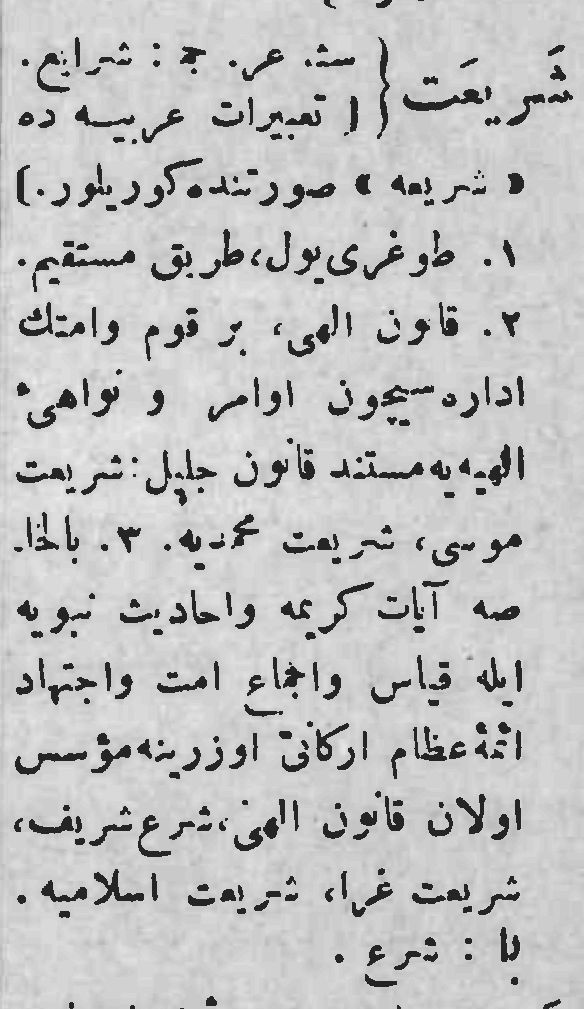 شَریعَت { سث. عر. ج : شرایع.
[ تعبیرات عربیه ده
« شریعه » صورتنده کوریلور. ]
۱. طوغری یول، طریق مستقیم.
۲. قانون الهی، بر قوم وامتك
اداره سیچون اوامر و نواهیٔ
الهیه یه مستند قانون جلیل: شریعت
موسی، شریعت محمدیه. ۳. بالخا-
صه آیات کریمه واحادیث نبویه
ایله قیاس واجماع امت واجتهاد
ائمهٔ عظام ارکانی اوزرینه مؤسس
اولان قانون الهی، شرع شریف،
شریعت غرا، شریعت اسلامیه.
با : شرع.